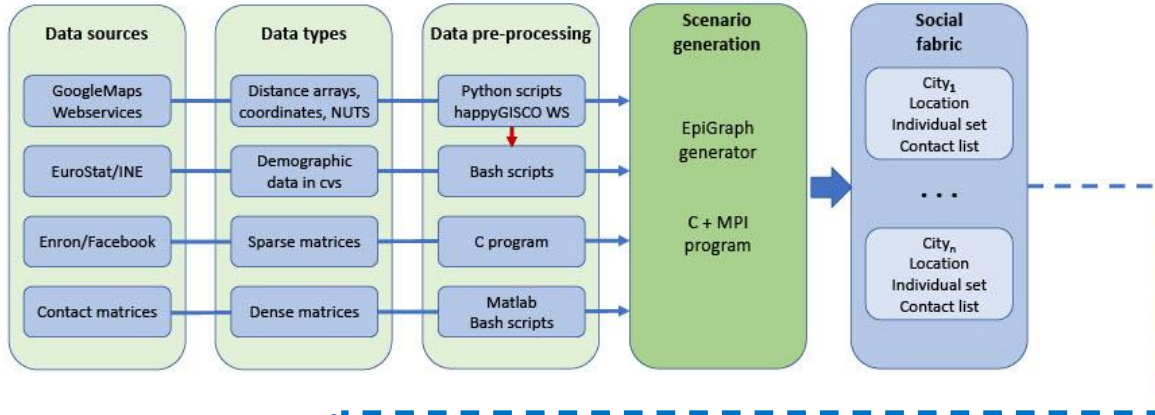 Data sources
GoogleMaps
Webservices
EuroStat/INE
Enron/Facebook
Contact matrices
Data types
Distance arrays,
coordinates, NUTS
Demographic
data in cvs
Sparse matrices
Dense matrices
Data pre-processing
Python scripts
happyGISCO WS
Bash scripts
C program
Matlab
Bash scripts
Scenario
generation
EpiGraph
generator
C + MPI
program
Social
fabric
City1
Location
Individual set
Contact list
...
Cityn
Location
Individual set
Contact list